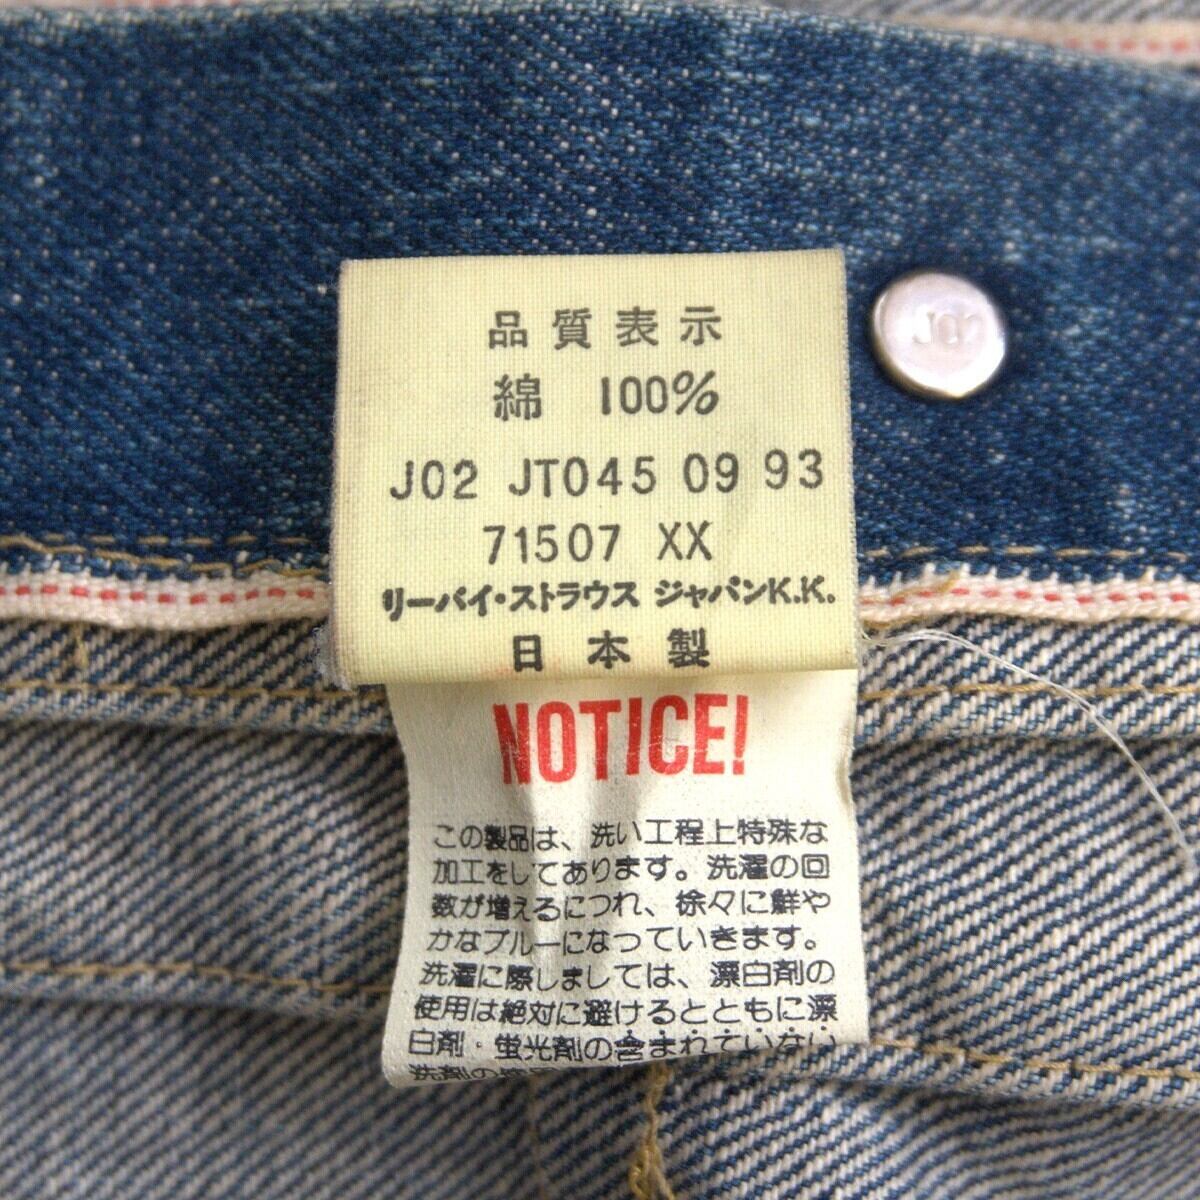 品質表示
綿 100%
J02 JT045 09 93
71507 XX
リーバイ・ストラウス ジャパンK.K.
日本製
J02
NOTICE!
この製品は、洗い工程上特殊な
加工をしてあります。洗濯の回
数が増えるにつれ、徐々に鮮や
かなブルーになっていきます。
洗濯に際しましては、漂白剤の
使用は絶対に避けるとともに漂
白剤・蛍光剤の含まれていない
洗剤の使用